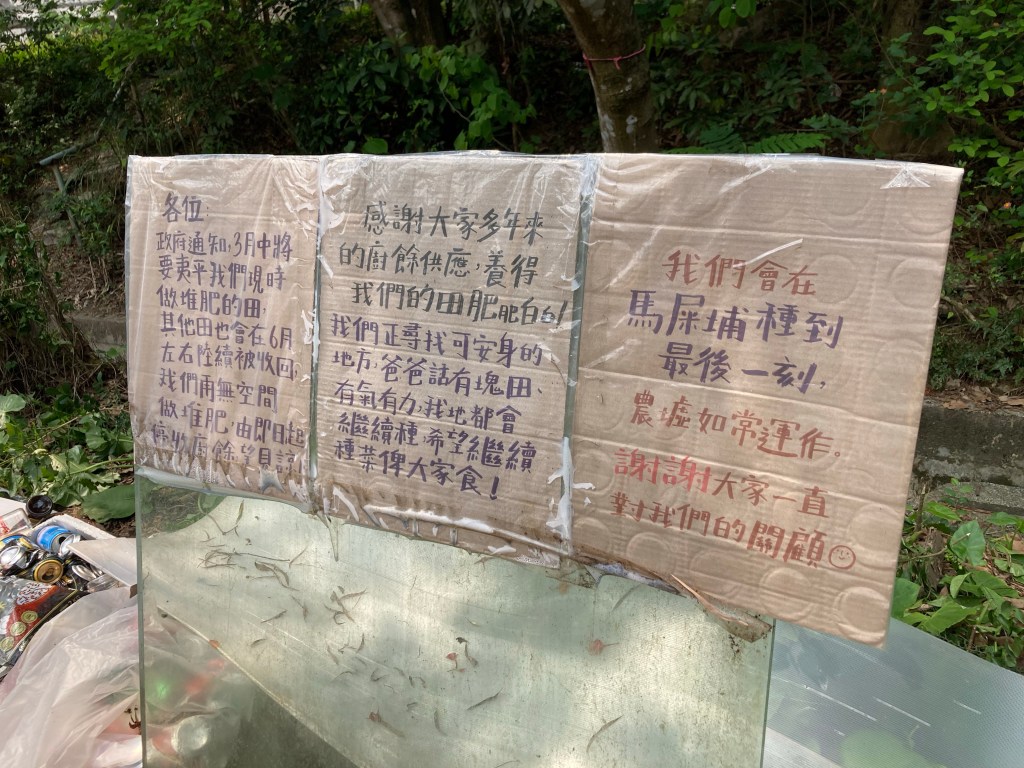 各位:
政府通知,3月中將
要夷平我們現時
做堆肥的田,
其他田也會在6月
左右陸續被收回,
我們再無空間
做堆肥,由即日起
停收廚餘,望見諒!
感謝大家多年來
的廚餘供應,養得
我們的田肥肥白白!
我們正尋找可安身的
地方,爸爸話有塊田、
有氣有力,我地都會
繼續種,希望繼續
種菜俾大家食!
我們會在
馬屎埔種到
最後一刻,
農墟如常運作。
謝謝大家一直
對我們的關顧